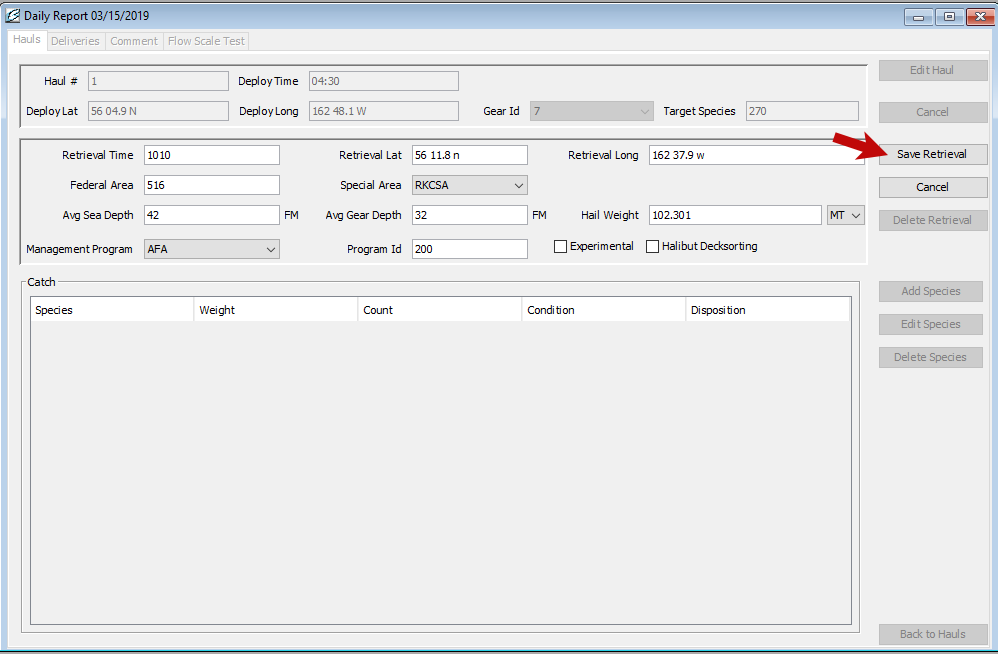 Daily Report 03/15/2019
Hauls Deliveries Comment Flow Scale Test
Haul # 1 Deploy Time 04:30 Edit Haul
Deploy Lat 56 04.9 N Deploy Long 162 48.1 W Gear Id 7 Target Species 270 Cancel
Retrieval Time 1010 Retrieval Lat 56 11.8 n Retrieval Long 162 37.9 w Save Retrieval
Federal Area 516 Special Area RKCSA Cancel
Avg Sea Depth 42 FM Avg Gear Depth 32 FM Hail Weight 102.301 MT Delete Retrieval
Management Program AFA Program Id 200 Experimental Halibut Decksorting
Catch
Add Species
Species Weight Count Condition Disposition
Edit Species
Delete Species
Back to Hauls